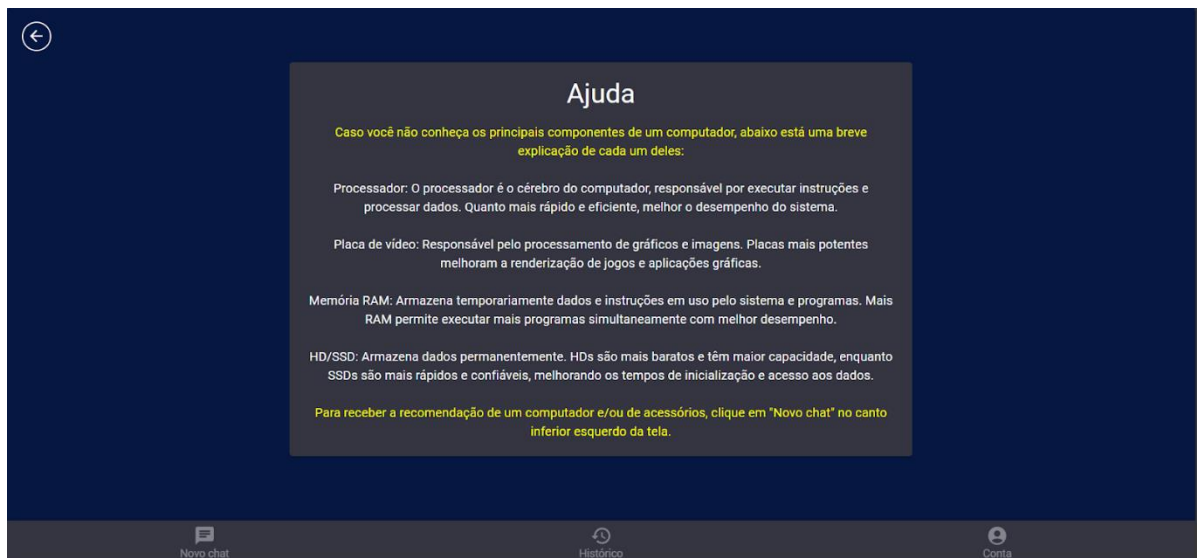 Ajuda
Caso você não conheça os principais componentes de um computador, abaixo está uma breve
explicação de cada um deles:
Processador: O processador é o cérebro do computador, responsável por executar instruções e
processar dados. Quanto mais rápido e eficiente, melhor o desempenho do sistema.
Placa de vídeo: Responsável pelo processamento de gráficos e imagens. Placas mais potentes
melhoram a renderização de jogos e aplicações gráficas.
Memória RAM: Armazena temporariamente dados e instruções em uso pelo sistema e programas. Mais
RAM permite executar mais programas simultaneamente com melhor desempenho.
HD/SSD: Armazena dados permanentemente. HDs são mais baratos e têm maior capacidade, enquanto
SSDs são mais rápidos e confiáveis, melhorando os tempos de inicialização e acesso aos dados.
Para receber a recomendação de um computador e/ou de acessórios, clique em "Novo chat" no canto
inferior esquerdo da tela.
Novo chat
Histórico
Conta